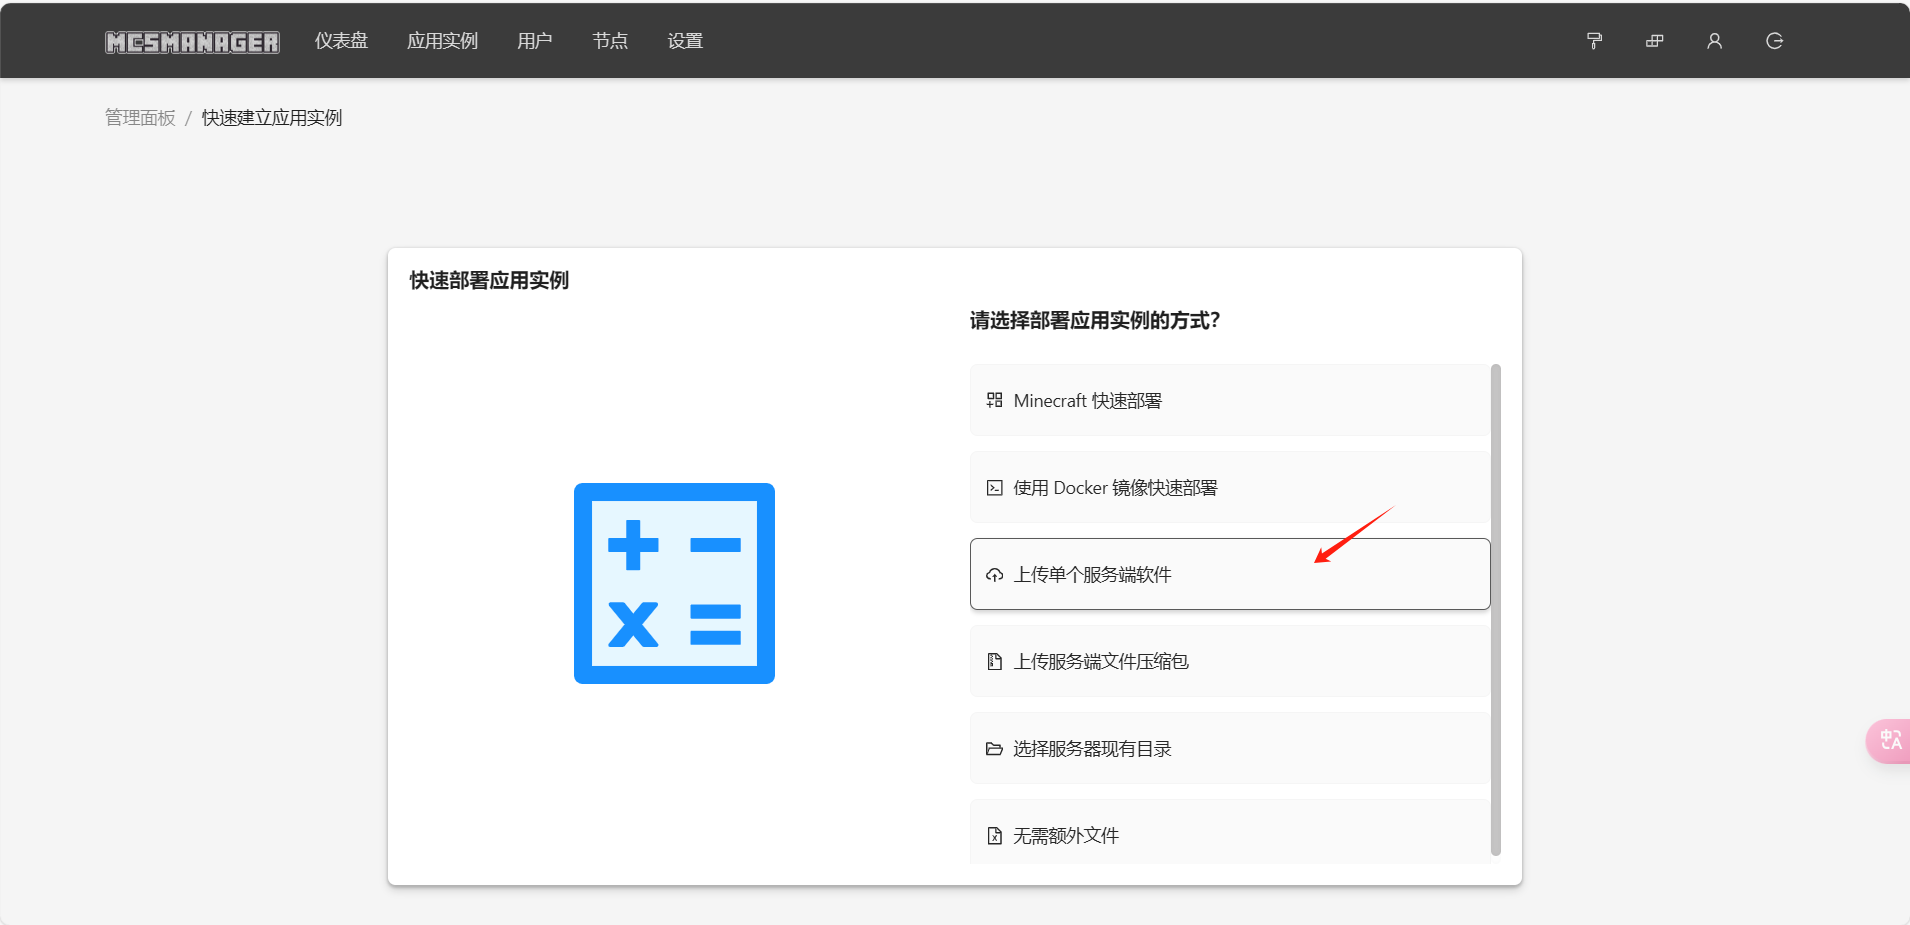 MCSMANAGER 仪表盘 应用实例 用户 节点 设置
管理面板 / 快速建立应用实例
快速部署应用实例
请选择部署应用实例的方式?
Minecraft 快速部署
使用 Docker 镜像快速部署
上传单个服务端软件
上传服务端文件压缩包
选择服务器现有目录
无需额外文件
中A